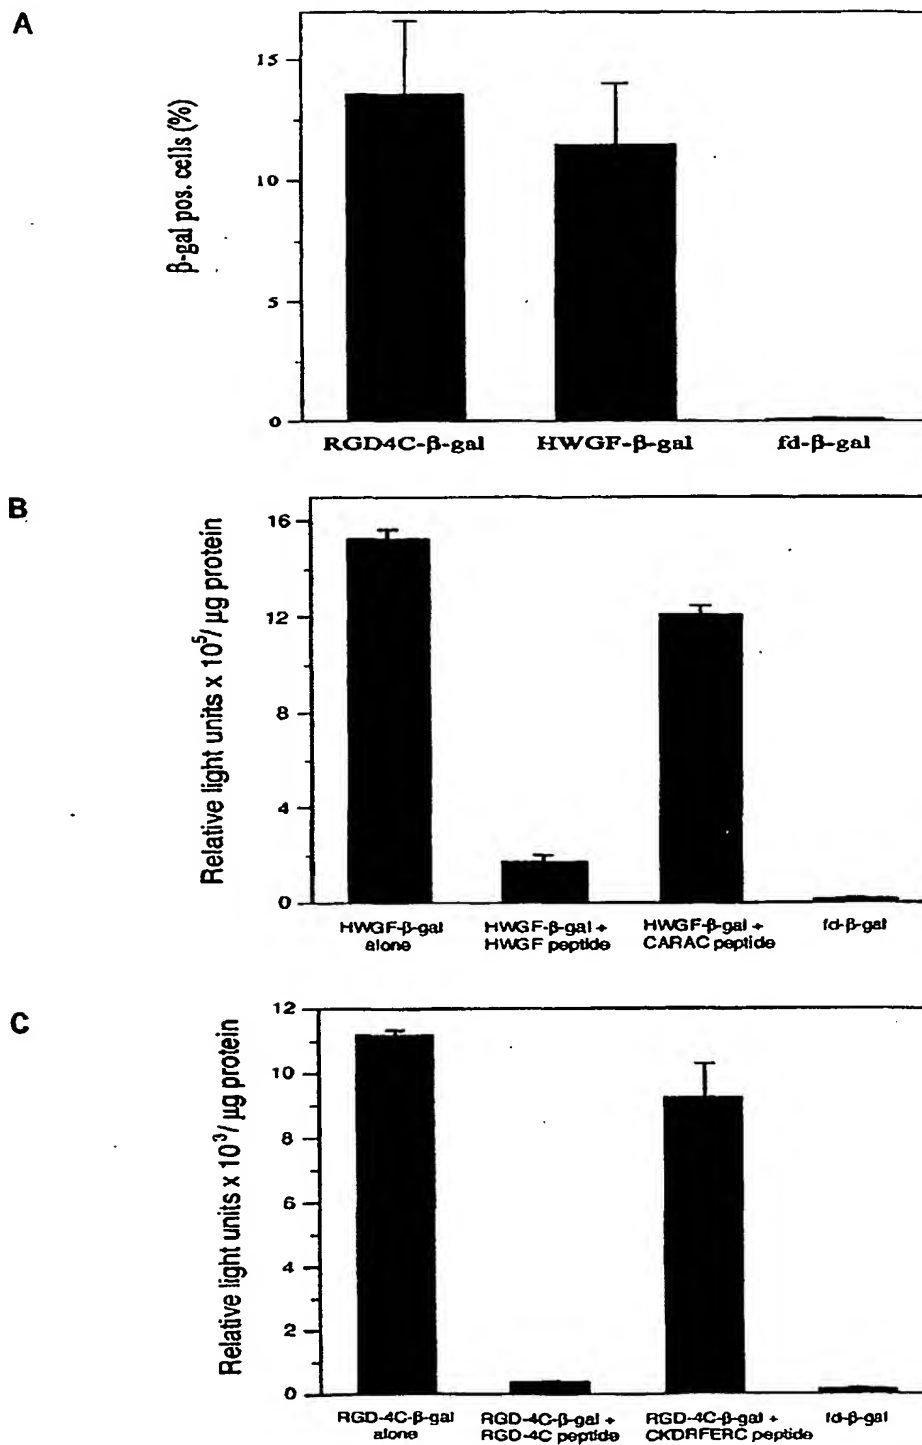 A
β-gal pos. cells (%)
15
10
5
0
RGD4C-β-gal HWGF-β-gal fd-β-gal
B
Relative light units x 10⁵/ µg protein
16
12
8
4
0
HWGF-β-gal alone
HWGF-β-gal + HWGF peptide
HWGF-β-gal + CARAC peptide
fd-β-gal
C
Relative light units x 10³/ µg protein
12
10
8
6
4
2
0
RGD-4C-β-gal alone
RGD-4C-β-gal + RGD-4C peptide
RGD-4C-β-gal + CKDRFERC peptide
fd-β-gal